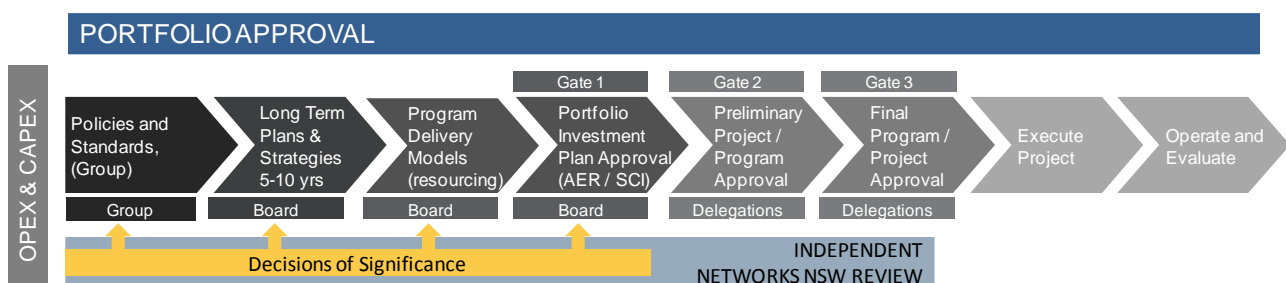 PORTFOLIO APPROVAL
OPEX & CAPEX
Gate 1
Gate 2
Gate 3
Policies and
Standards,
(Group)
Long Term
Plans &
Strategies
5-10 yrs
Program
Delivery
Models
(resourcing)
Portfolio
Investment
Plan Approval
(AER / SCI)
Preliminary
Project /
Program
Approval
Final
Program /
Project
Approval
Execute
Project
Operate and
Evaluate
Group
Board
Board
Board
Delegations
Delegations
Decisions of Significance
INDEPENDENT
NETWORKS NSW REVIEW